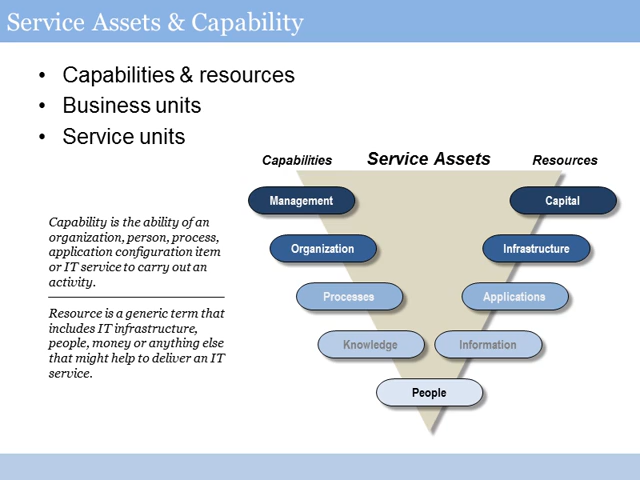 Service Assets & Capability
• Capabilities & resources
• Business units
• Service units
Capabilities Service Assets Resources
Management Capital
Organization Infrastructure
Processes Applications
Knowledge Information
People
Capability is the ability of an
organization, person, process,
application configuration item
or IT service to carry out an
activity.
Resource is a generic term that
includes IT infrastructure,
people, money or anything else
that might help to deliver an IT
service.